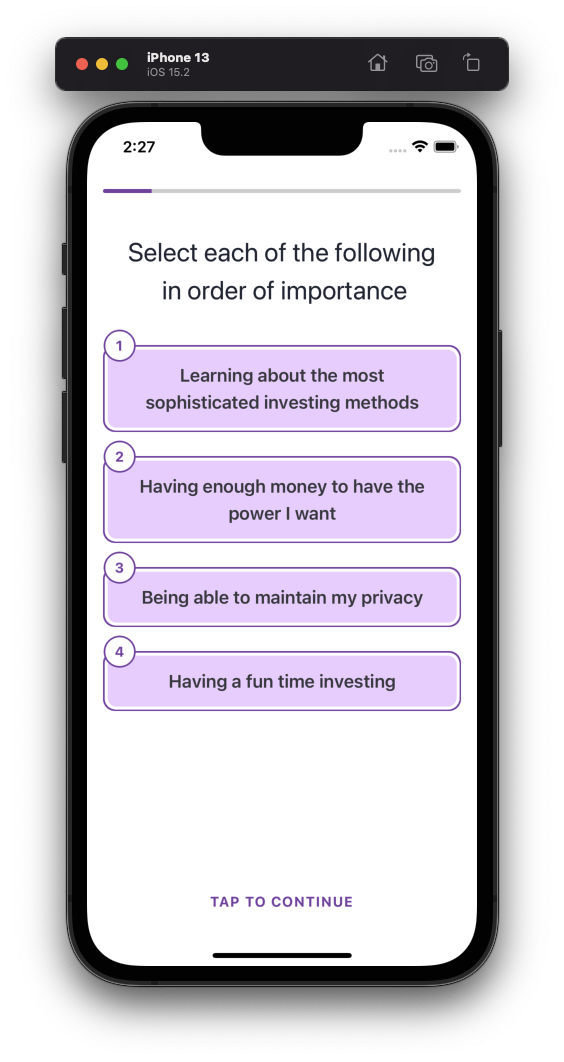 iPhone 13
iOS 15.2
2:27
Select each of the following
in order of importance
1
Learning about the most
sophisticated investing methods
2
Having enough money to have the
power I want
3
Being able to maintain my privacy
4
Having a fun time investing
TAP TO CONTINUE